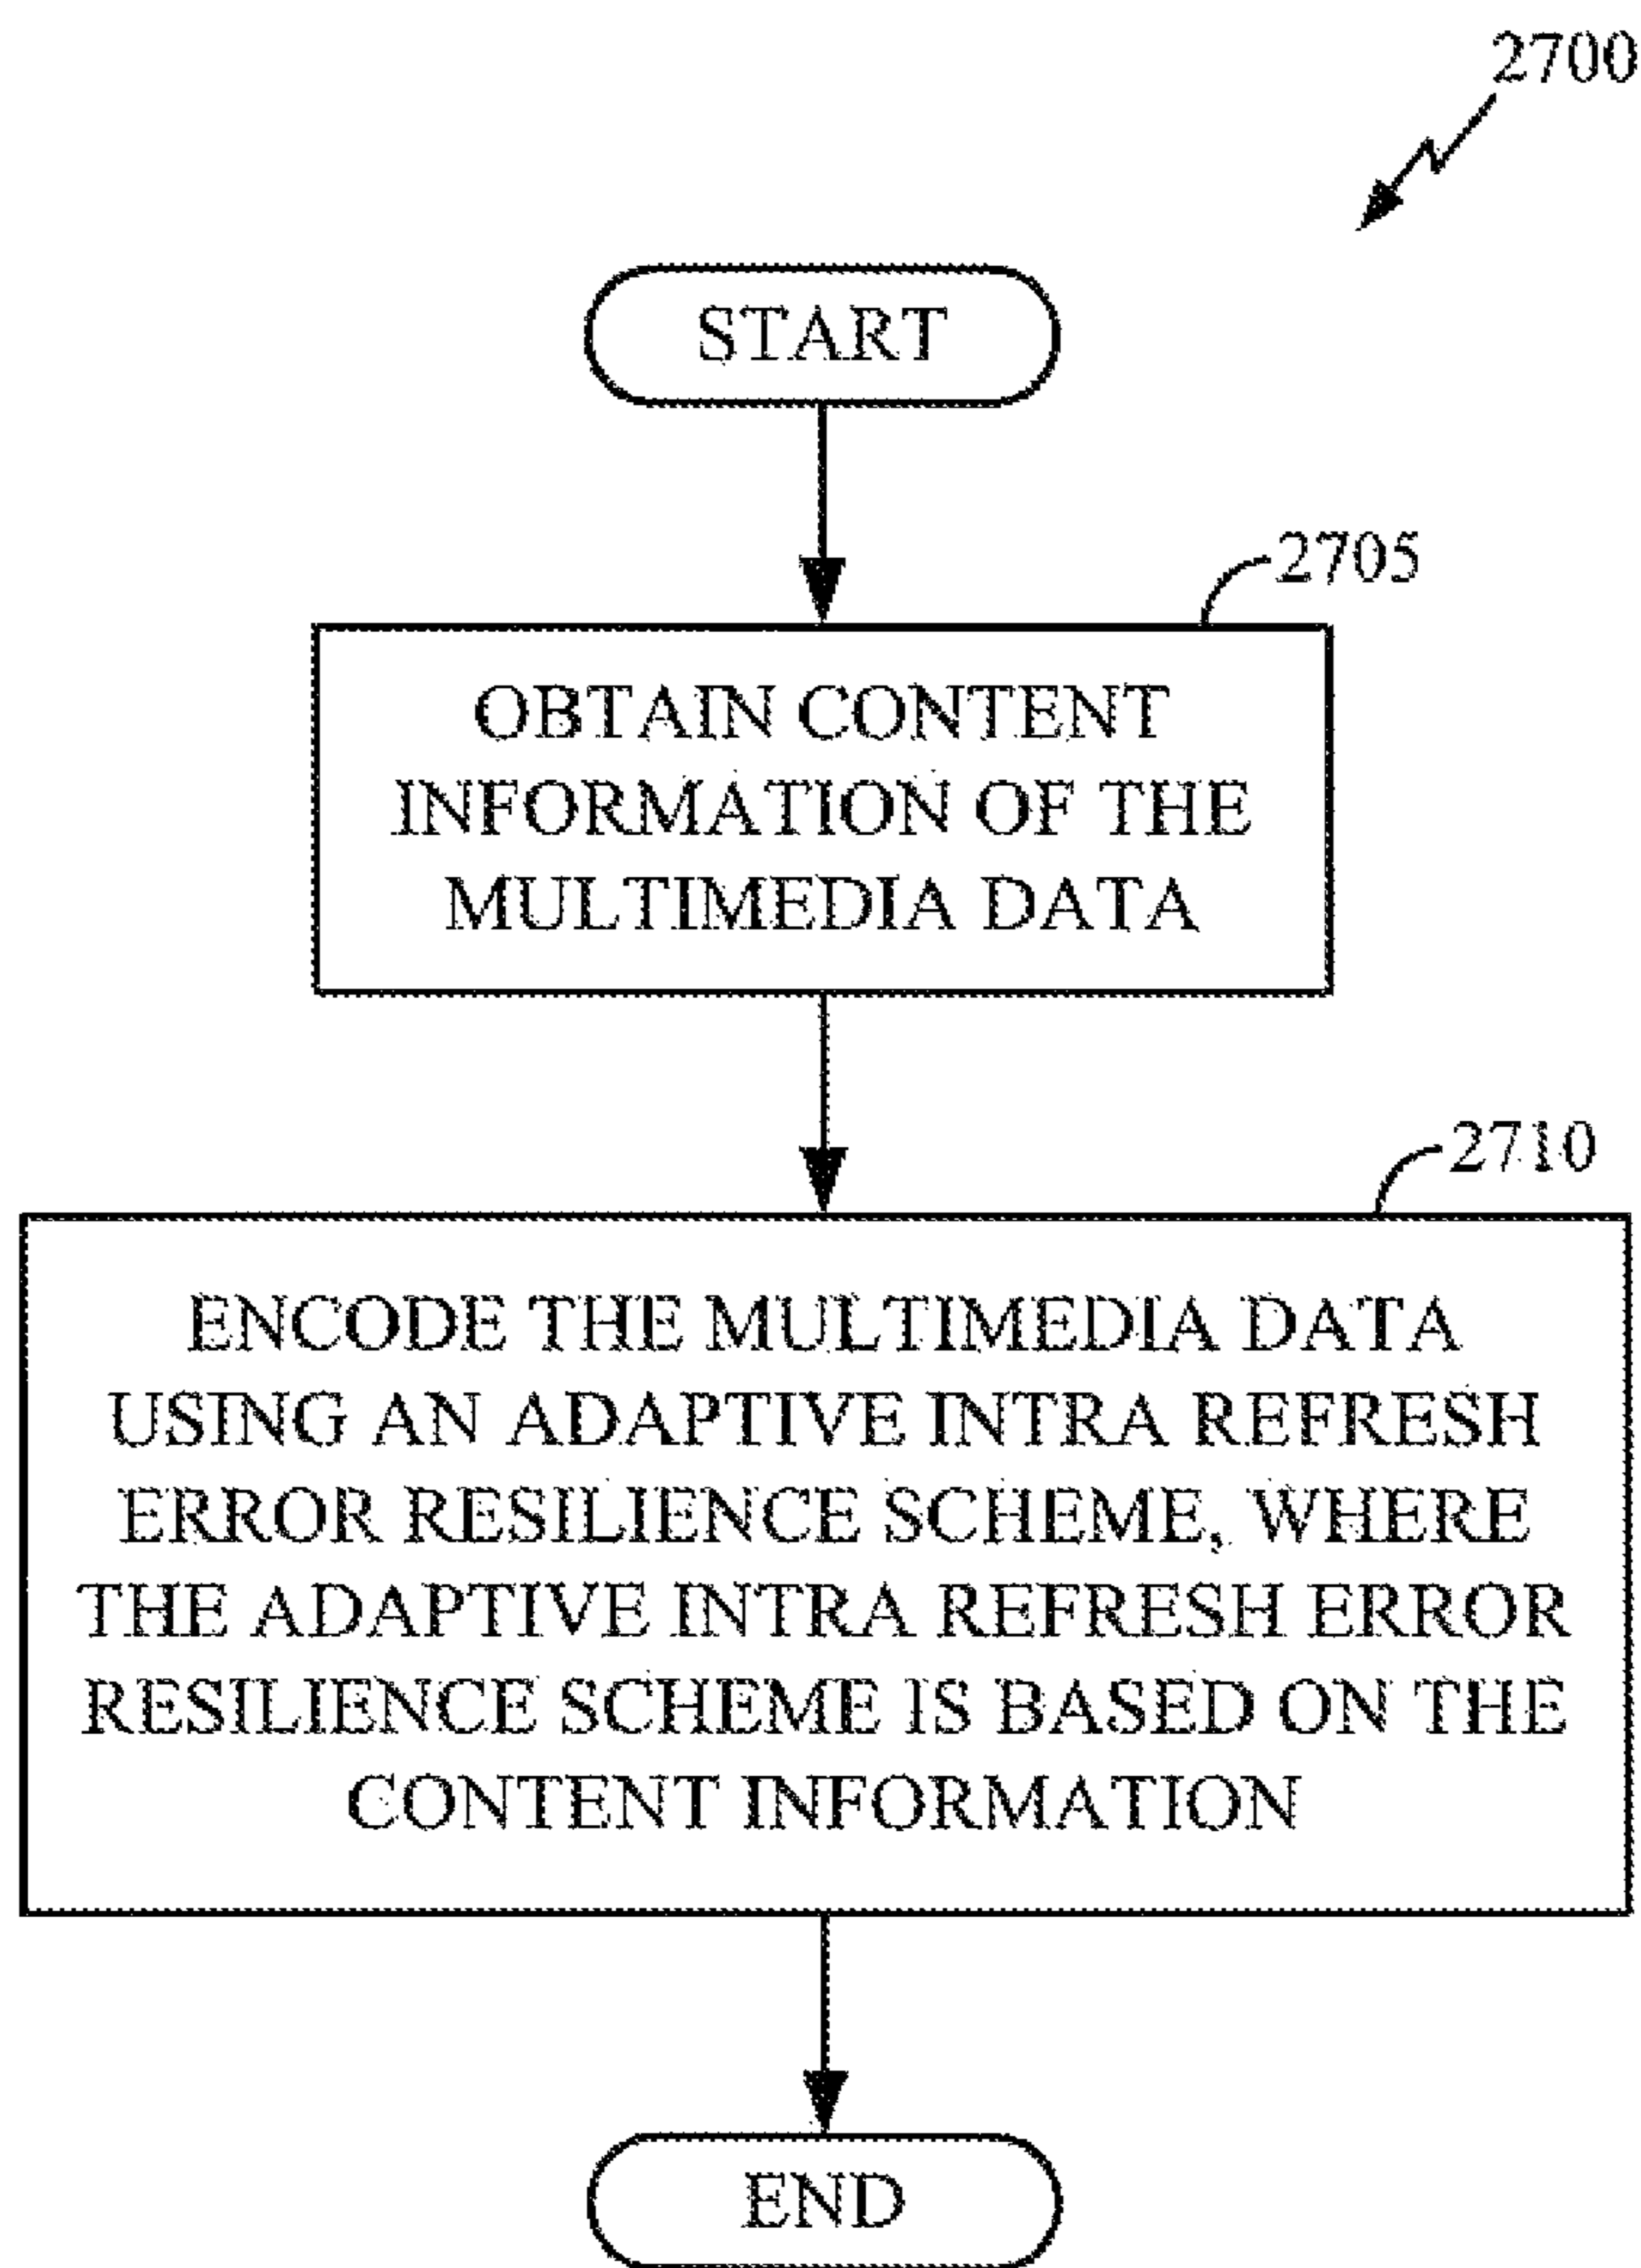 2700
START
2705
OBTAIN CONTENT
INFORMATION OF THE
MULTIMEDIA DATA
2710
ENCODE THE MULTIMEDIA DATA
USING AN ADAPTIVE INTRA REFRESH
ERROR RESILIENCE SCHEME, WHERE
THE ADAPTIVE INTRA REFRESH ERROR
RESILIENCE SCHEME IS BASED ON THE
CONTENT INFORMATION
END